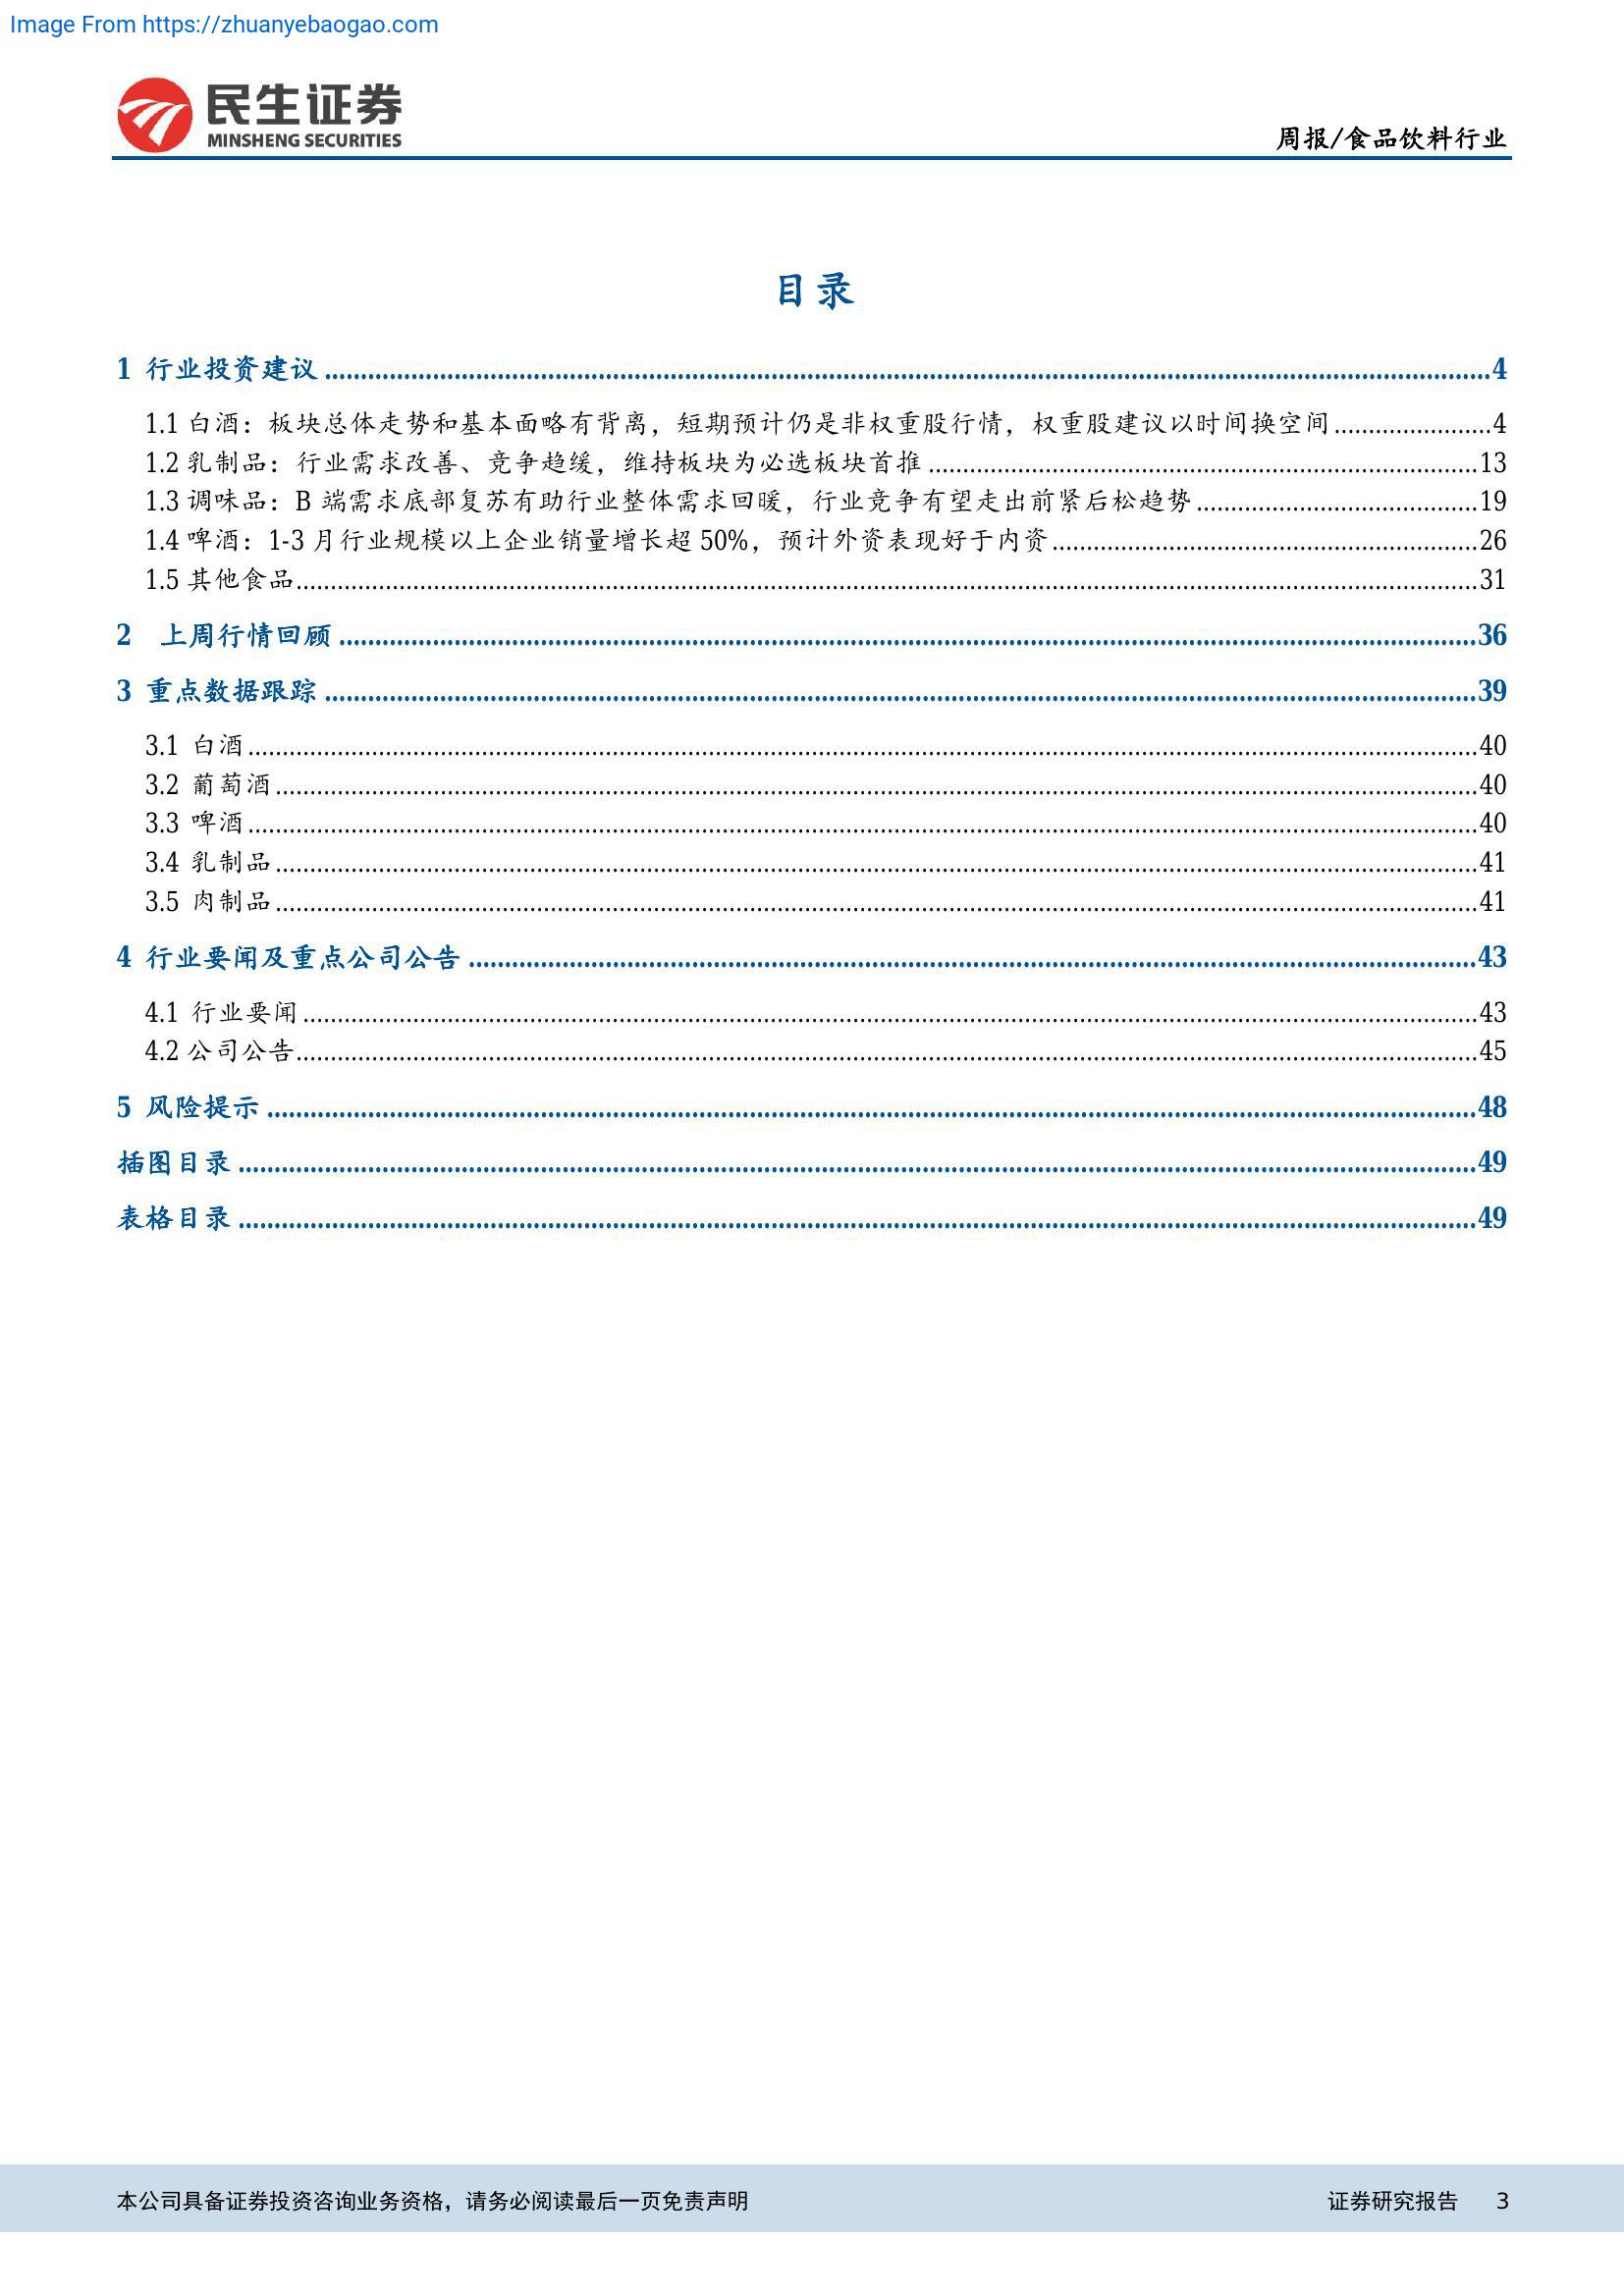 Image From https://zhuanyebaogao.com
民生证券
MINSHENG SECURITIES
周报/食品饮料行业
目录
1 行业投资建议 ........ 4
1.1 白酒：板块总体走势和基本面略有背离，短期预计仍是非权重股行情，权重股建议以时间换空间 ........ 4
1.2 乳制品：行业需求改善、竞争趋缓，维持板块为必选板块首推 ........ 13
1.3 调味品：B 端需求底部复苏有助行业整体需求回暖，行业竞争有望走出前紧后松趋势 ........ 19
1.4 啤酒：1-3 月行业规模以上企业销量增长超 50%，预计外资表现好于内资 ........ 26
1.5 其他食品 ........ 31
2 上周行情回顾 ........ 36
3 重点数据跟踪 ........ 39
3.1 白酒 ........ 40
3.2 葡萄酒 ........ 40
3.3 啤酒 ........ 40
3.4 乳制品 ........ 41
3.5 肉制品 ........ 41
4 行业要闻及重点公司公告 ........ 43
4.1 行业要闻 ........ 43
4.2 公司公告 ........ 45
5 风险提示 ........ 48
插图目录 ........ 49
表格目录 ........ 49
本公司具备证券投资咨询业务资格，请务必阅读最后一页免责声明
证券研究报告 3